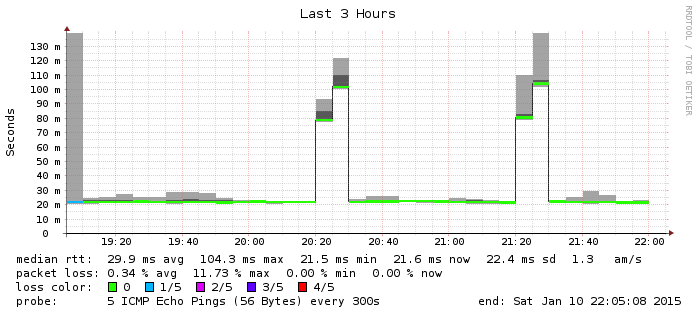 Last 3 Hours
RRDTOOL / TOBI OETIKER
Seconds
130 m
120 m
110 m
100 m
90 m
80 m
70 m
60 m
50 m
40 m
30 m
20 m
10 m
0
19:20 19:40 20:00 20:20 20:40 21:00 21:20 21:40 22:00
median rtt: 29.9 ms avg 104.3 ms max 21.5 ms min 21.6 ms now 22.4 ms sd 1.3 am/s
packet loss: 0.34 % avg 11.73 % max 0.00 % min 0.00 % now
loss color: 0 1/5 2/5 3/5 4/5
probe: 5 ICMP Echo Pings (56 Bytes) every 300s end: Sat Jan 10 22:05:08 2015